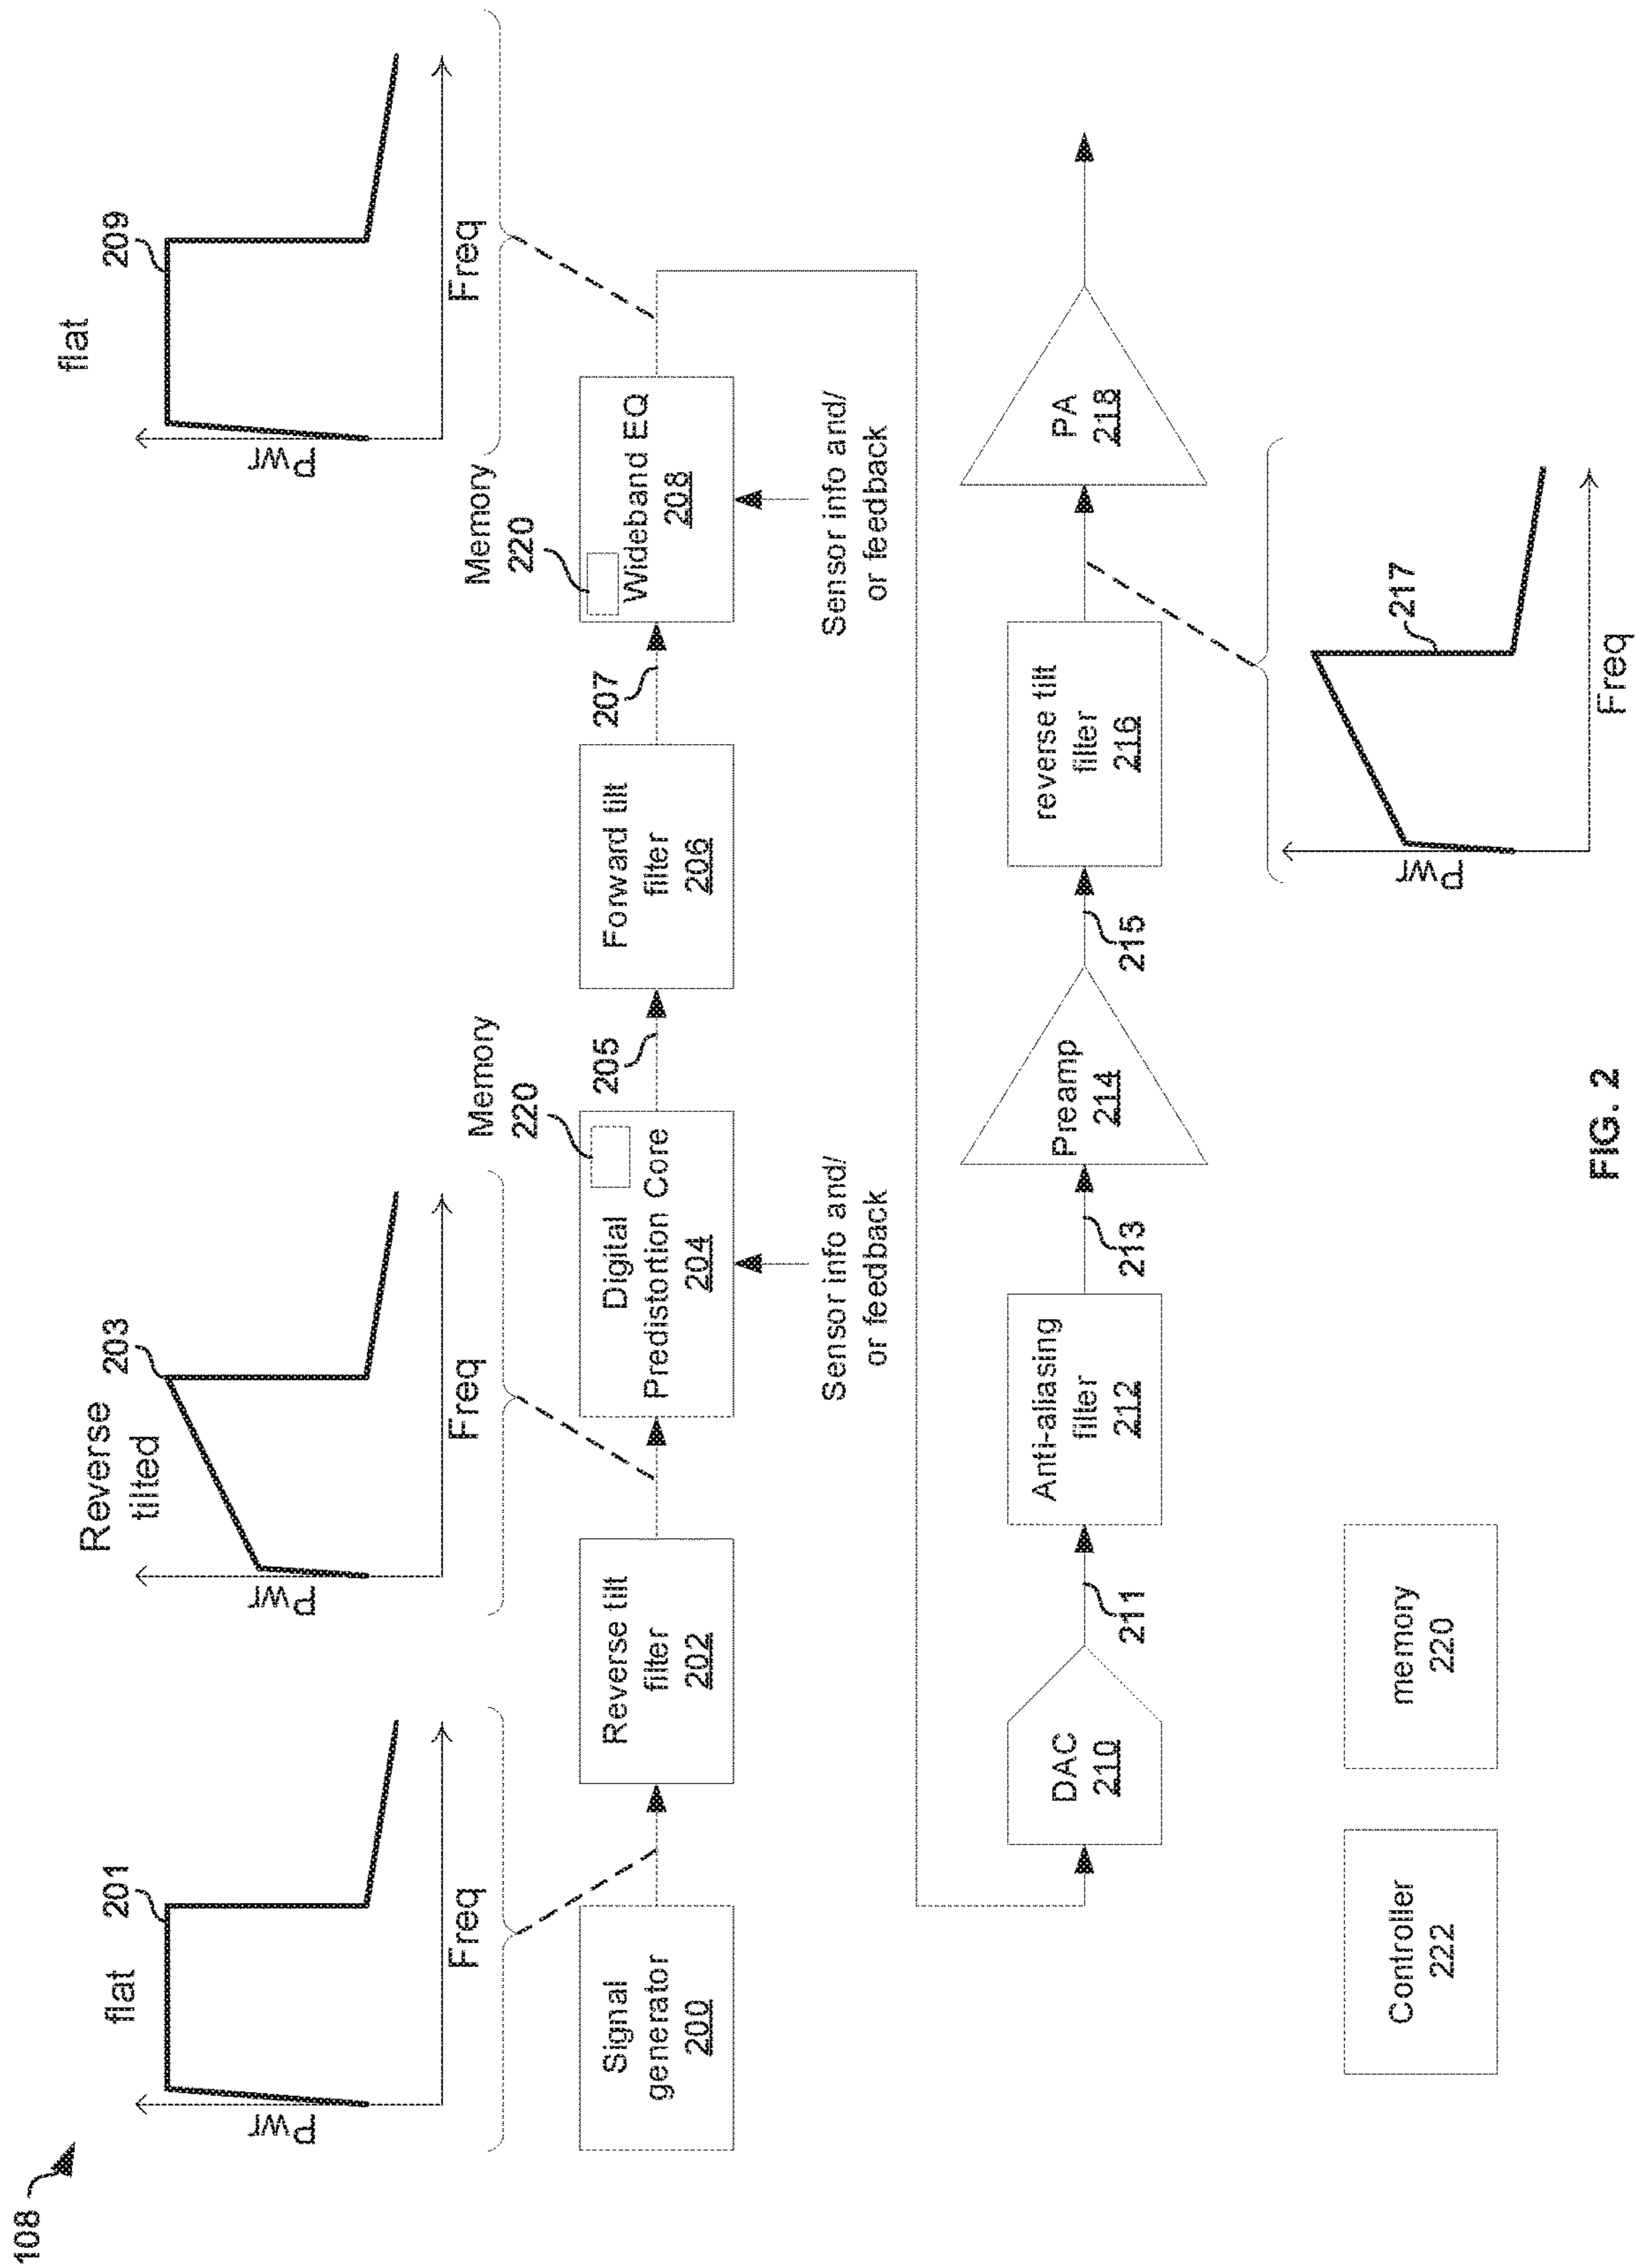 108
flat
201
Pwr
Freq
Reverse
tilted
203
Pwr
Freq
flat
209
Pwr
Freq
Signal
generator
200
Reverse tilt
filter
202
Memory
220
Digital
Predistortion Core
204
Sensor info and/
or feedback
205
Forward tilt
filter
206
207
Memory
220
Wideband EQ
208
Sensor info and/
or feedback
DAC
210
211
Anti-aliasing
filter
212
213
Preamp
214
215
reverse tilt
filter
216
PA
218
Pwr
217
Freq
Controller
222
memory
220
FIG. 2